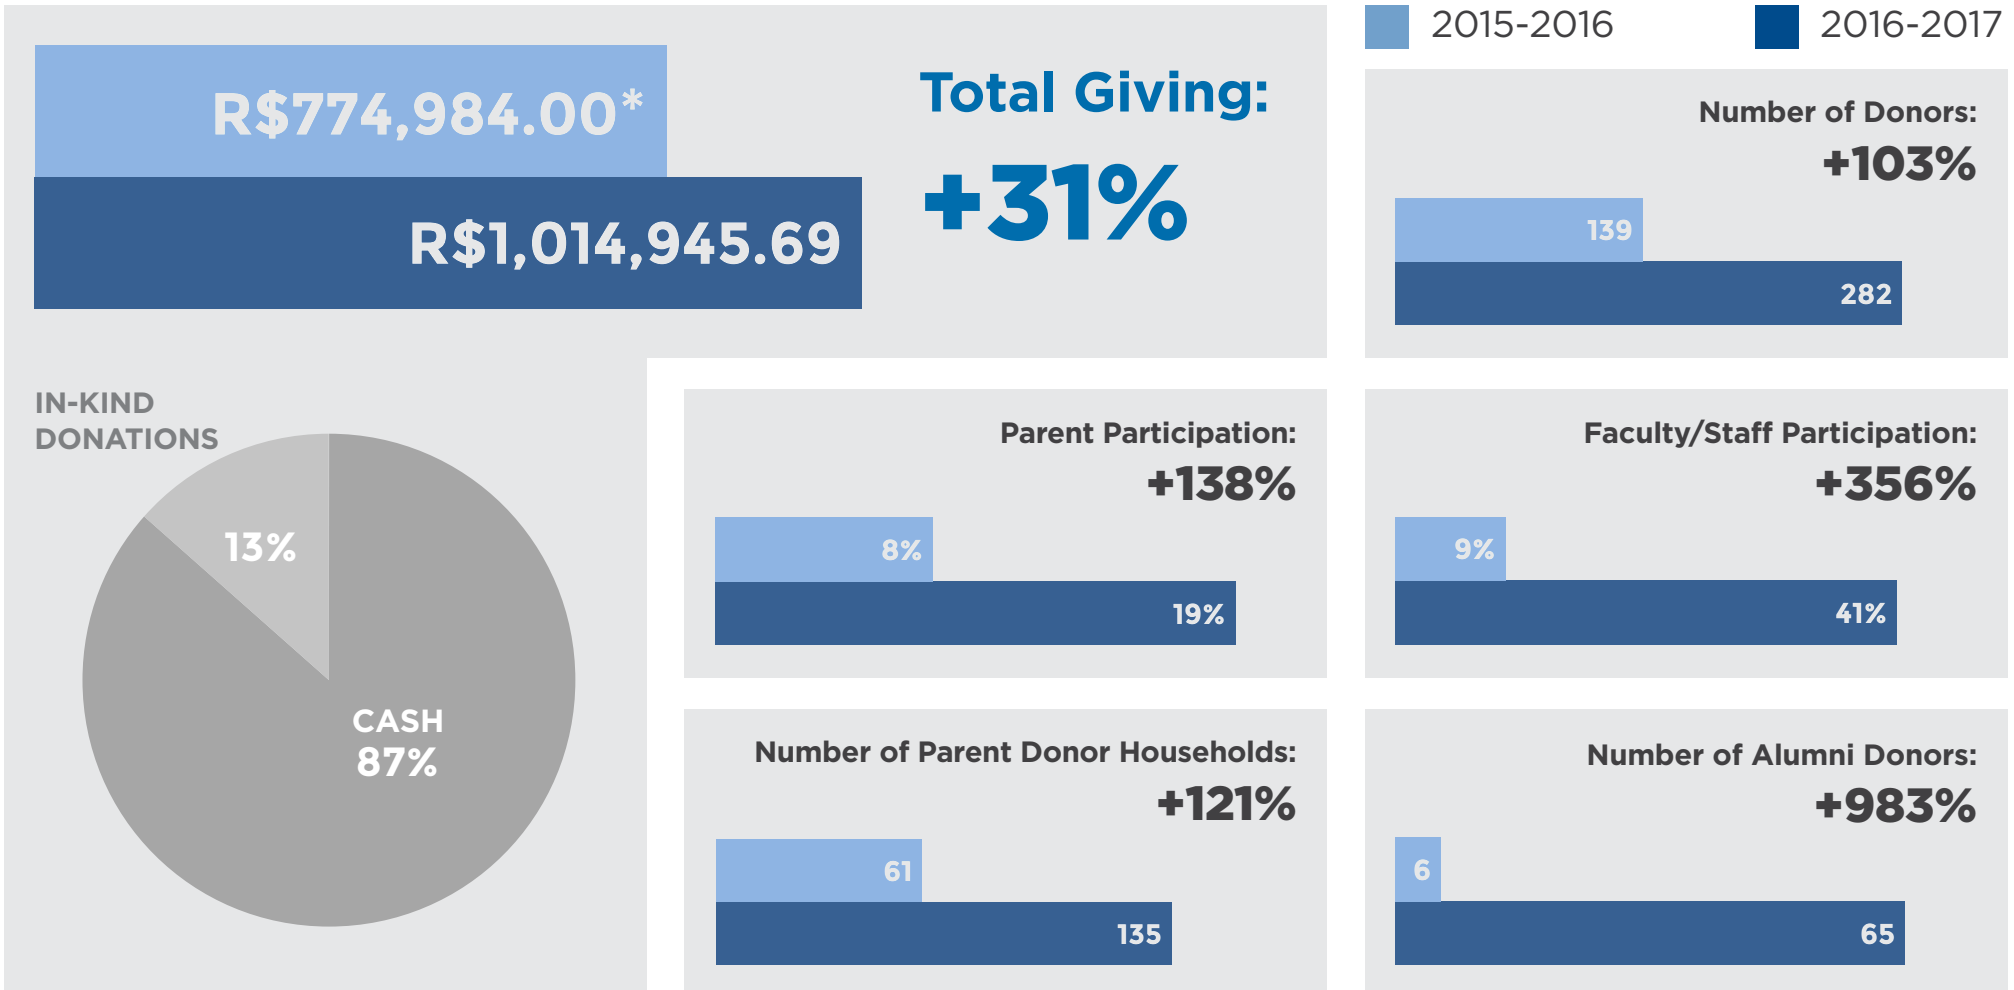 2015-2016
2016-2017
R$774,984.00*
R$1,014,945.69
Total Giving:
+31%
Number of Donors:
+103%
139
282
IN-KIND
DONATIONS
13%
CASH
87%
Parent Participation:
+138%
8%
19%
Faculty/Staff Participation:
+356%
9%
41%
Number of Parent Donor Households:
+121%
61
135
Number of Alumni Donors:
+983%
6
65